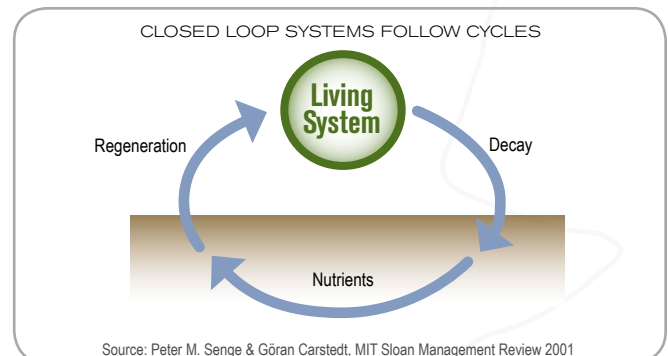 CLOSED LOOP SYSTEMS FOLLOW CYCLES
Living
System
Regeneration
Decay
Nutrients
Source: Peter M. Senge & Göran Carstedt, MIT Sloan Management Review 2001